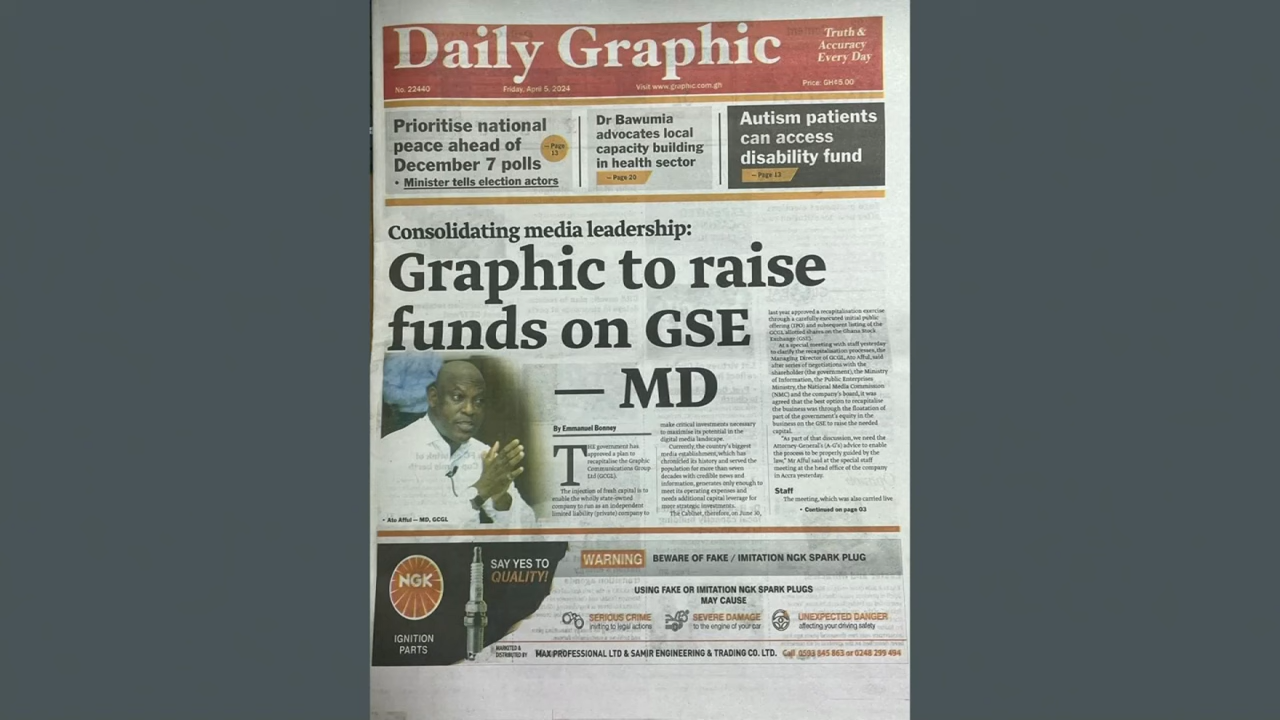 Daily Graphic
Truth &
Accuracy
Every Day
No. 22440
Friday, April 5, 2024
Visit www.graphic.com.gh
Price: GH¢5.00
Prioritise national
peace ahead of
December 7 polls
• Minister tells election actors
– Page
13
Dr Bawumia
advocates local
capacity building
in health sector
– Page 20
Autism patients
can access
disability fund
– Page 13
Consolidating media leadership:
Graphic to raise
funds on GSE
— MD
• Ato Afful — MD, GCGL
By Emmanuel Bonney
THE government has
approved a plan to
recapitalise the Graphic
Communications Group
Ltd (GCGL).
The injection of fresh capital is to
enable the wholly state-owned
company to run as an independent
limited liability (private) company to
make critical investments necessary
to maximise its potential in the
digital media landscape.
Currently, the country's biggest
media establishment, which has
chronicled its history and served the
population for more than seven
decades with credible news and
information, generates only enough to
meet its operating expenses and
needs additional capital leverage for
more strategic investments.
The Cabinet, therefore, on June 30,
last year approved a recapitalisation exercise
through a carefully executed initial public
offering (IPO) and subsequent listing of the
GCGL allotted shares on the Ghana Stock
Exchange (GSE).
At a special meeting with staff yesterday
to clarify the recapitalisation processes, the
Managing Director of GCGL, Ato Afful, said
after series of negotiations with the
shareholder (the government), the Ministry
of Information, the Public Enterprises
Ministry, the National Media Commission
(NMC) and the company's board, it was
agreed that the best option to recapitalise
the business was through the floatation of
part of the government's equity in the
business on the GSE to raise the needed
capital.
"As part of that discussion, we need the
Attorney-General's (A-G's) advice to enable
the process to be properly guided by the
law," Mr Afful said at the special staff
meeting at the head office of the company
in Accra yesterday.
Staff
The meeting, which was also carried live
• Continued on page 03
NGK
IGNITION
PARTS
SAY YES TO
QUALITY!
WARNING BEWARE OF FAKE / IMITATION NGK SPARK PLUG
USING FAKE OR IMITATION NGK SPARK PLUGS
MAY CAUSE
SERIOUS CRIME
inviting to legal actions
SEVERE DAMAGE
to the engine of your car
UNEXPECTED DANGER
affecting your driving safety
MARKETED &
DISTRIBUTED BY
MAX PROFESSIONAL LTD & SAMIR ENGINEERING & TRADING CO. LTD. Call 0593 845 863 or 0248 299 494